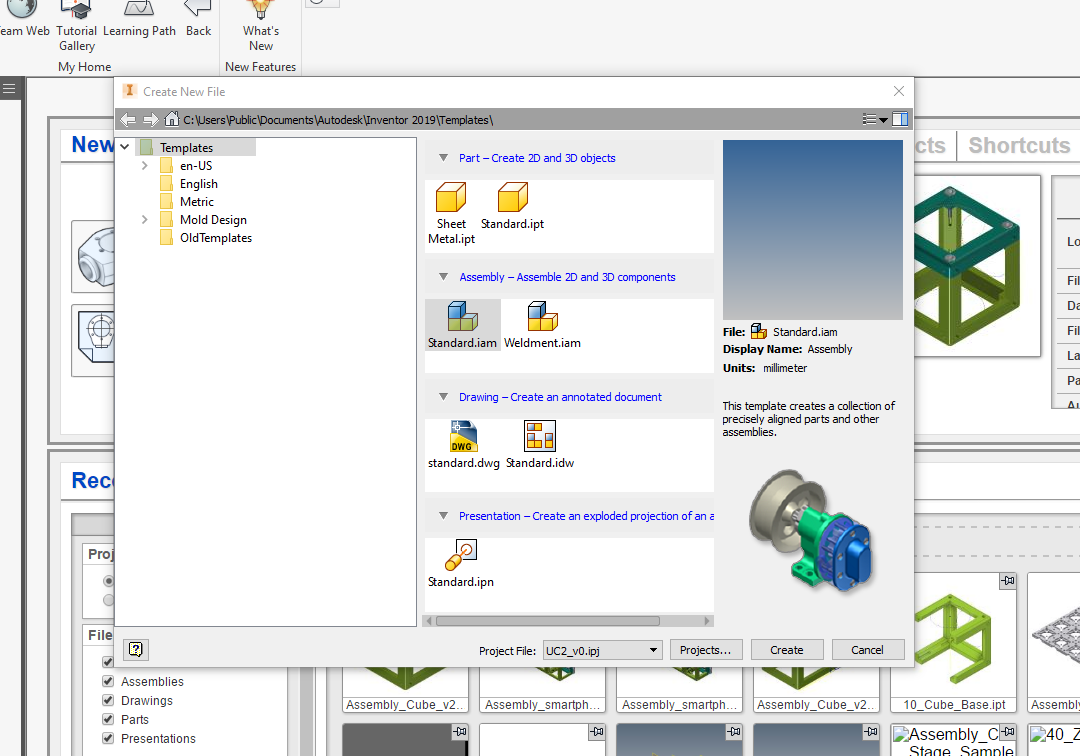 eam Web
Tutorial
Gallery
Learning Path
Back
What's
New
My Home
New Features
Create New File
C:\Users\Public\Documents\Autodesk\Inventor 2019\Templates\
New
cts
Shortcuts
Templates
en-US
English
Metric
Mold Design
OldTemplates
Part – Create 2D and 3D objects
Sheet
Metal.ipt
Standard.ipt
Assembly – Assemble 2D and 3D components
Standard.iam
Weldment.iam
Drawing – Create an annotated document
DWG
standard.dwg
Standard.idw
Presentation – Create an exploded projection of an a
Standard.ipn
File: Standard.iam
Display Name: Assembly
Units: millimeter
This template creates a collection of
precisely aligned parts and other
assemblies.
Lo
Fil
Da
Fil
La
Pa
Au
Rec
Proj
File
Project File:
UC2_v0.ipj
Projects...
Create
Cancel
Assemblies
Drawings
Parts
Presentations
Assembly_Cube_v2...
Assembly_smartph...
Assembly_smartph...
Assembly_Cube_v2...
10_Cube_Base.ipt
Assembly
Assembly_C
Stage_Sample
40_Z